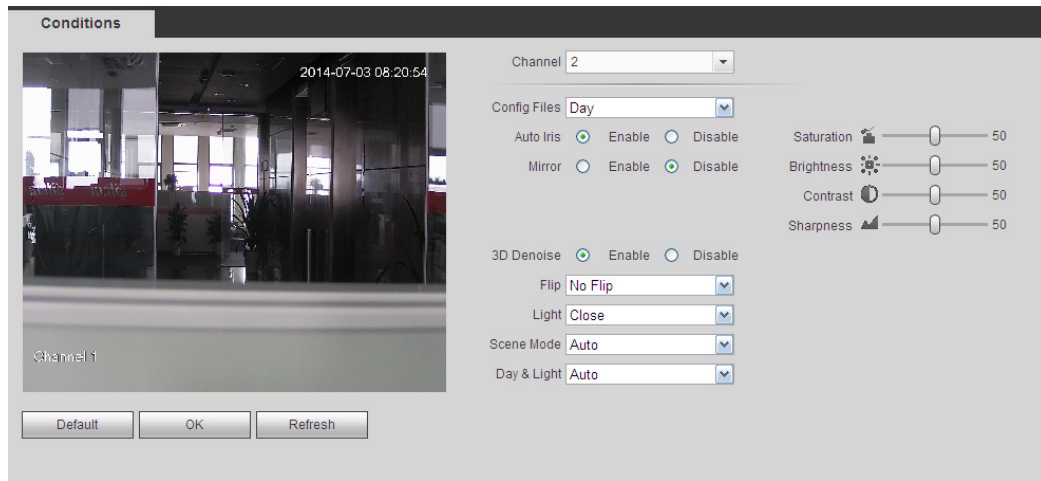 Conditions
2014-07-03 08:20:54
Channel 1
Default
OK
Refresh
Channel 2
Config Files Day
Auto Iris Enable Disable
Mirror Enable Disable
Saturation 50
Brightness 50
Contrast 50
Sharpness 50
3D Denoise Enable Disable
Flip No Flip
Light Close
Scene Mode Auto
Day & Light Auto